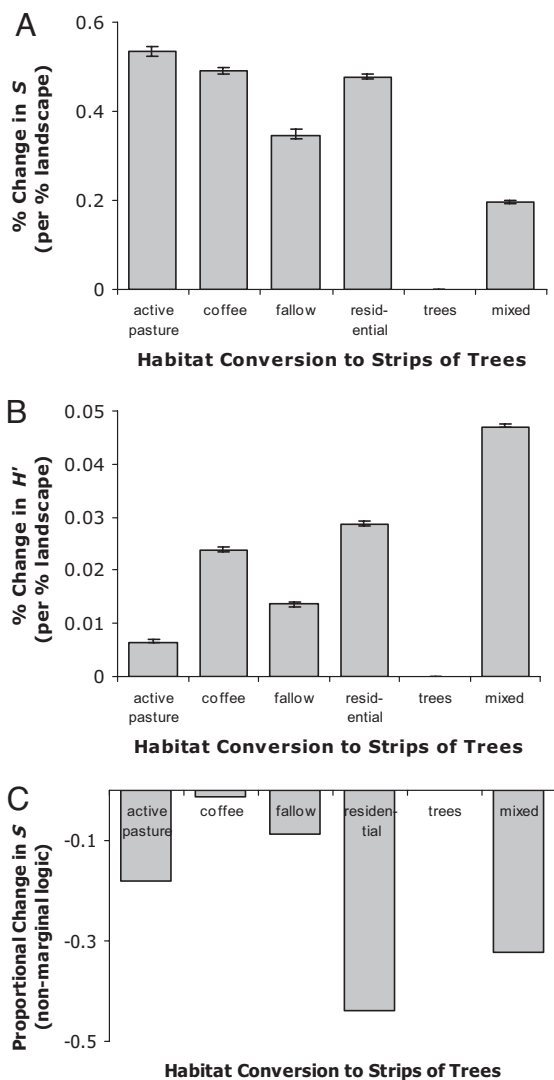 A
% Change in S
(per % landscape)
0.6
0.4
0.2
0
active
pasture
coffee
fallow
resid-
ential
trees
mixed
Habitat Conversion to Strips of Trees
B
% Change in H'
(per % landscape)
0.05
0.04
0.03
0.02
0.01
0
active
pasture
coffee
fallow
resid-
ential
trees
mixed
Habitat Conversion to Strips of Trees
C
Proportional Change in S
(non-marginal logic)
-0.1
-0.3
-0.5
active
pasture
coffee
fallow
residen-
tial
trees
mixed
Habitat Conversion to Strips of Trees